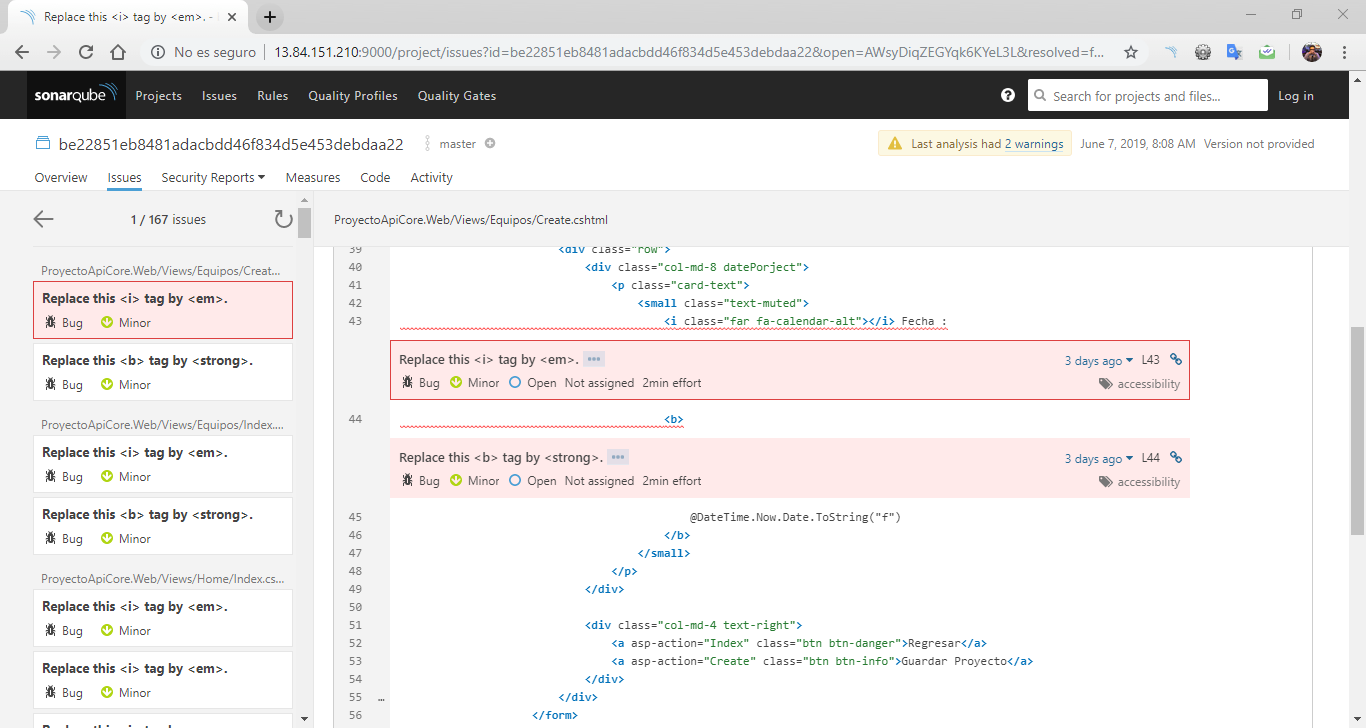 Replace this <i> tag by <em>. -
No es seguro | 13.84.151.210:9000/project/issues?id=be22851eb8481adacbdd46f834d5e453debdaa22&open=AWsyDiqZEGYqk6KYeL3L&resolved=f...
sonarqube Projects Issues Rules Quality Profiles Quality Gates Search for projects and files... Log in
be22851eb8481adacbdd46f834d5e453debdaa22 master Last analysis had 2 warnings June 7, 2019, 8:08 AM Version not provided
Overview Issues Security Reports Measures Code Activity
1 / 167 issues
ProyectoApiCore.Web/Views/Equipos/Creat...
Replace this <i> tag by <em>.
Bug Minor
Replace this <b> tag by <strong>.
Bug Minor
ProyectoApiCore.Web/Views/Equipos/Index....
Replace this <i> tag by <em>.
Bug Minor
Replace this <b> tag by <strong>.
Bug Minor
ProyectoApiCore.Web/Views/Home/Index.cs...
Replace this <i> tag by <em>.
Bug Minor
Replace this <i> tag by <em>.
Bug Minor
ProyectoApiCore.Web/Views/Equipos/Create.cshtml
39 <div class="row">
40 <div class="col-md-8 datePorject">
41 <p class="card-text">
42 <small class="text-muted">
43 <i class="far fa-calendar-alt"></i> Fecha :
Replace this <i> tag by <em>. ••• 3 days ago L43
Bug Minor Open Not assigned 2min effort accessibility
44 <b>
Replace this <b> tag by <strong>. ••• 3 days ago L44
Bug Minor Open Not assigned 2min effort accessibility
45 @DateTime.Now.Date.ToString("f")
46 </b>
47 </small>
48 </p>
49 </div>
50
51 <div class="col-md-4 text-right">
52 <a asp-action="Index" class="btn btn-danger">Regresar</a>
53 <a asp-action="Create" class="btn btn-info">Guardar Proyecto</a>
54 </div>
55 … </div>
56 </form>